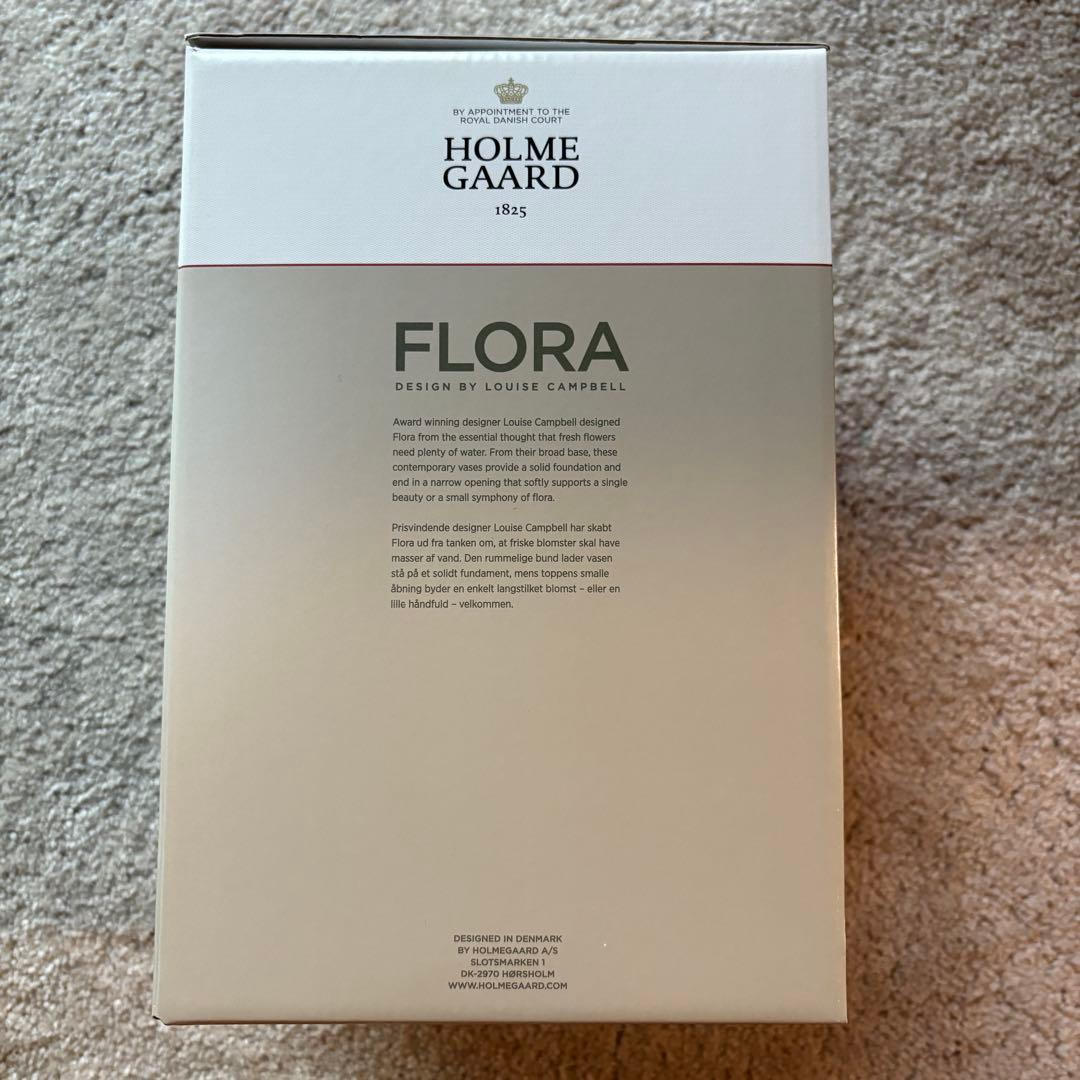 BY APPOINTMENT TO THE
ROYAL DANISH COURT
HOLME
GAARD
1825
FLORA
DESIGN BY LOUISE CAMPBELL
Award winning designer Louise Campbell designed
Flora from the essential thought that fresh flowers
need plenty of water. From their broad base, these
contemporary vases provide a solid foundation and
end in a narrow opening that softly supports a single
beauty or a small symphony of flora.
Prisvindende designer Louise Campbell har skabt
Flora ud fra tanken om, at friske blomster skal have
masser af vand. Den rummelige bund lader vasen
stå på et solidt fundament, mens toppens smalle
åbning byder en enkelt langstilket blomst – eller en
lille håndfuld – velkommen.
DESIGNED IN DENMARK
BY HOLMEGAARD A/S
SLOTSMARKEN 1
DK-2970 HØRSHOLM
WWW.HOLMEGAARD.COM